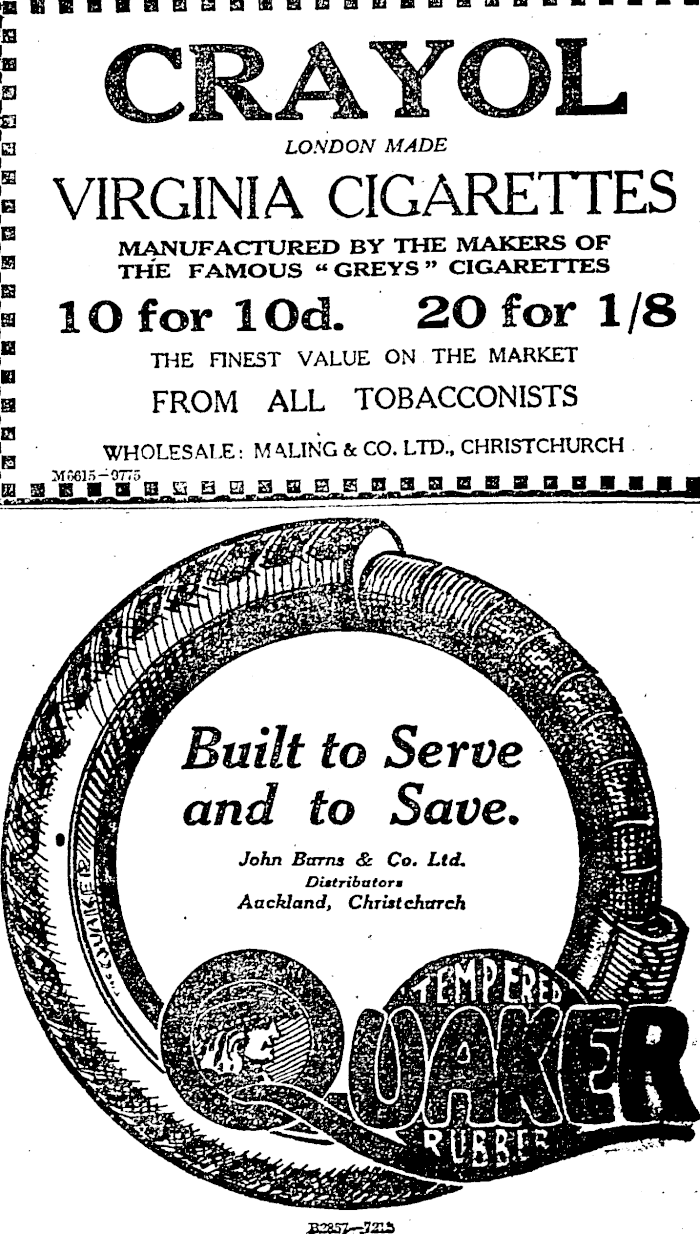 CRAYOL
LONDON MADE
VIRGINIA CIGARETTES
MANUFACTURED BY THE MAKERS OF
THE FAMOUS “GREYS” CIGARETTES
10 for 10d. 20 for 1/8
THE FINEST VALUE ON THE MARKET
FROM ALL TOBACCONISTS
WHOLESALE: MALING & CO. LTD., CHRISTCHURCH
M6615—9775
Built to Serve
and to Save.
John Burns & Co. Ltd.
Distributors
Auckland, Christchurch
QUAKER
TEMPERED
QUAKER
RUBBER
B2857—7215